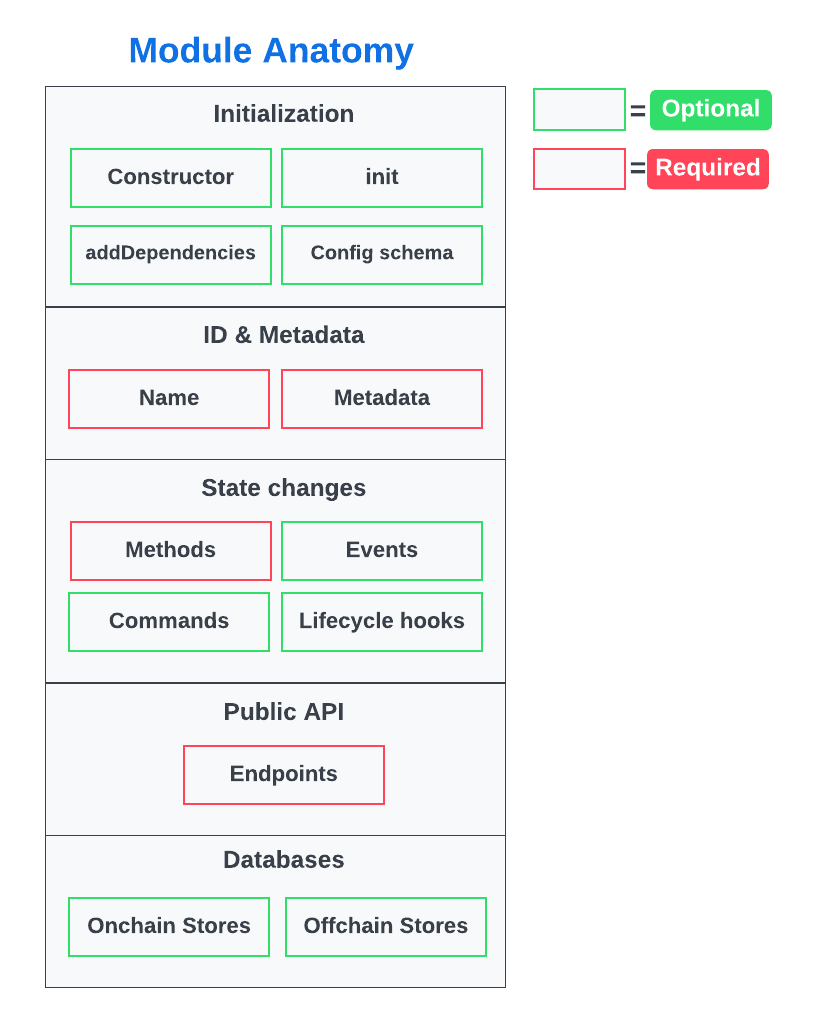 Module Anatomy
Initialization
Constructor
init
addDependencies
Config schema
ID & Metadata
Name
Metadata
State changes
Methods
Events
Commands
Lifecycle hooks
Public API
Endpoints
Databases
Onchain Stores
Offchain Stores
= Optional
= Required